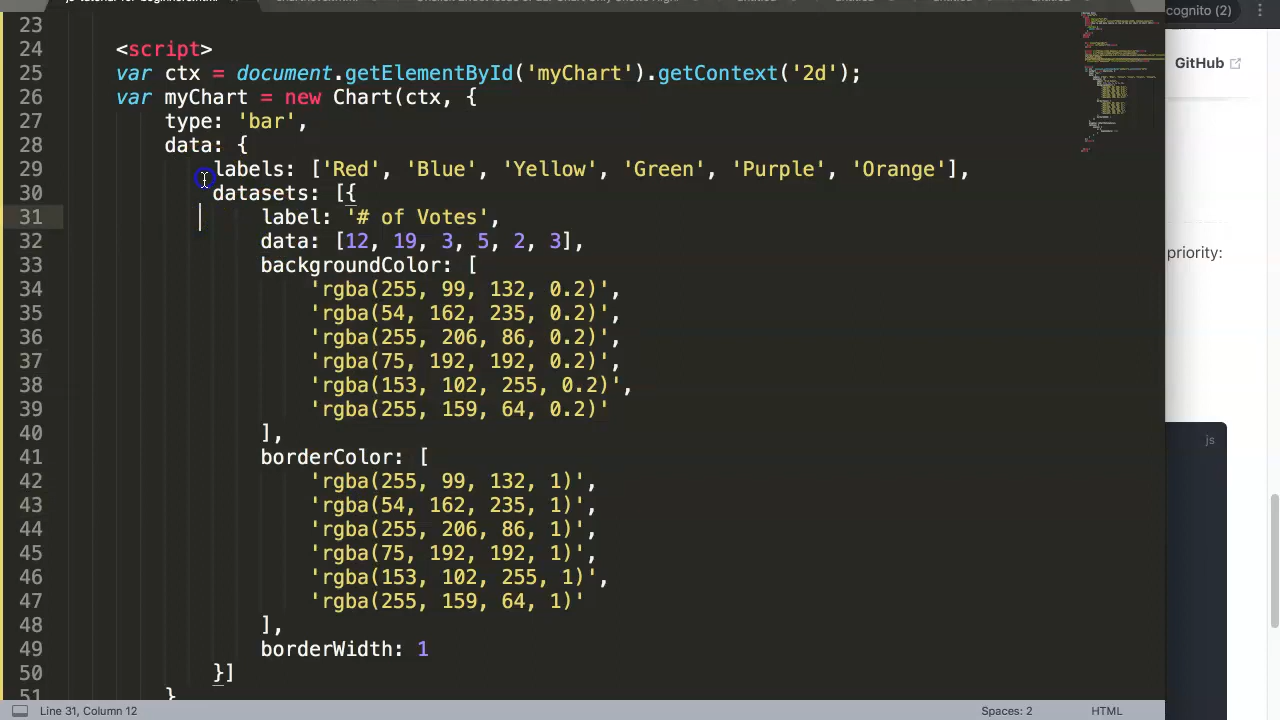 23
24 <script>
25 var ctx = document.getElementById('myChart').getContext('2d');
26 var myChart = new Chart(ctx, {
27 type: 'bar',
28 data: {
29 labels: ['Red', 'Blue', 'Yellow', 'Green', 'Purple', 'Orange'],
30 datasets: [{
31 label: '# of Votes',
32 data: [12, 19, 3, 5, 2, 3],
33 backgroundColor: [
34 'rgba(255, 99, 132, 0.2)',
35 'rgba(54, 162, 235, 0.2)',
36 'rgba(255, 206, 86, 0.2)',
37 'rgba(75, 192, 192, 0.2)',
38 'rgba(153, 102, 255, 0.2)',
39 'rgba(255, 159, 64, 0.2)'
40 ],
41 borderColor: [
42 'rgba(255, 99, 132, 1)',
43 'rgba(54, 162, 235, 1)',
44 'rgba(255, 206, 86, 1)',
45 'rgba(75, 192, 192, 1)',
46 'rgba(153, 102, 255, 1)',
47 'rgba(255, 159, 64, 1)'
48 ],
49 borderWidth: 1
50 }]
51 }
Line 31, Column 12
Spaces: 2
HTML
cognito (2)
GitHub
priority:
js